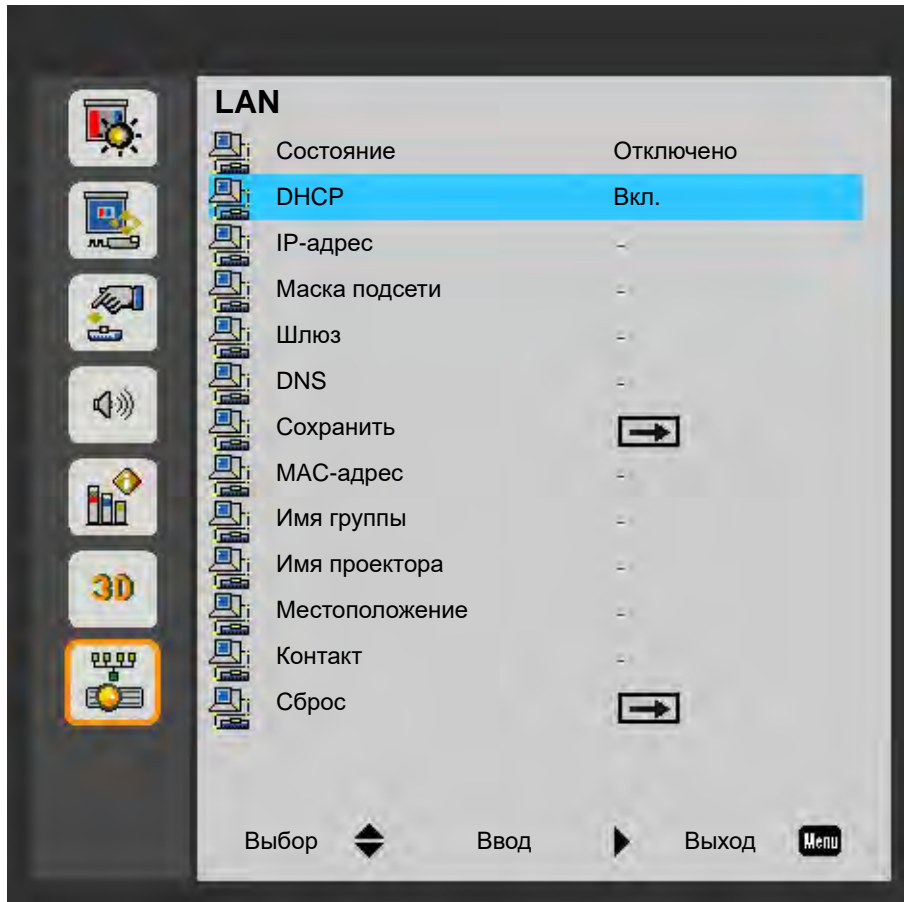 LAN
Состояние Отключено
DHCP Вкл.
IP-адрес -
Маска подсети -
Шлюз -
DNS -
Сохранить
MAC-адрес -
Имя группы -
Имя проектора -
Местоположение -
Контакт -
Сброс
3D
Выбор Ввод Выход Menu